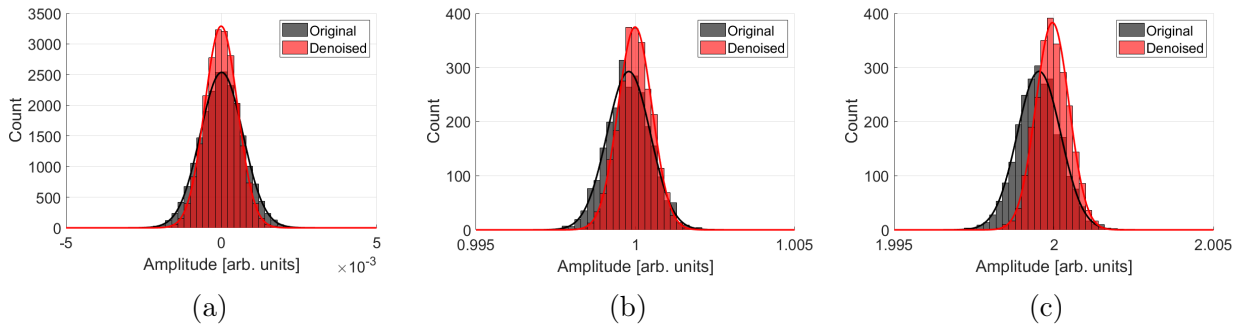 3500
3000
2500
2000
1500
1000
500
0
Count
-5
0
5
Amplitude [arb. units]
×10⁻³
Original
Denoised
(a)
400
300
200
100
0
Count
0.995
1
1.005
Amplitude [arb. units]
Original
Denoised
(b)
400
300
200
100
0
Count
1.995
2
2.005
Amplitude [arb. units]
Original
Denoised
(c)